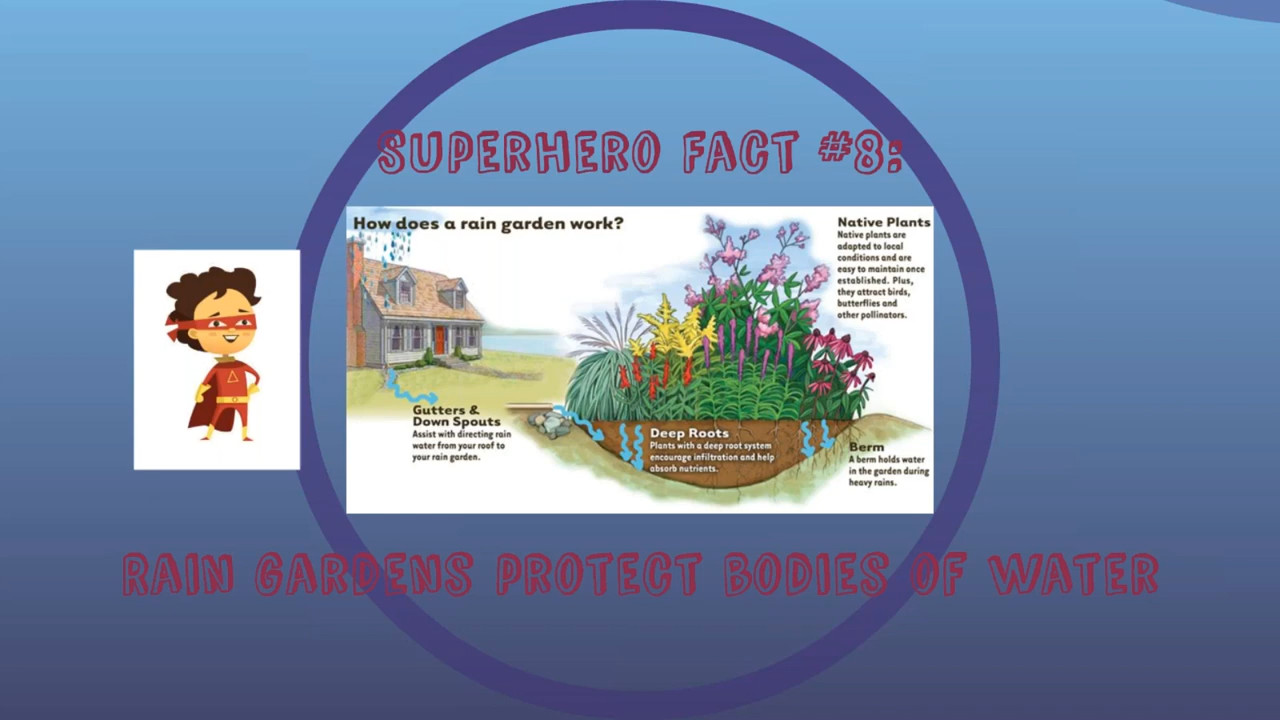 SUPERHERO FACT #8:
How does a rain garden work?
Native Plants
Native plants are
adapted to local
conditions and are
easy to maintain once
established. Plus,
they attract birds,
butterflies and
other pollinators.
Gutters &
Down Spouts
Assist with directing rain
water from your roof to
your rain garden.
Deep Roots
Plants with a deep root system
encourage infiltration and help
absorb nutrients.
Berm
A berm holds water
in the garden during
heavy rains.
RAIN GARDENS PROTECT BODIES OF WATER